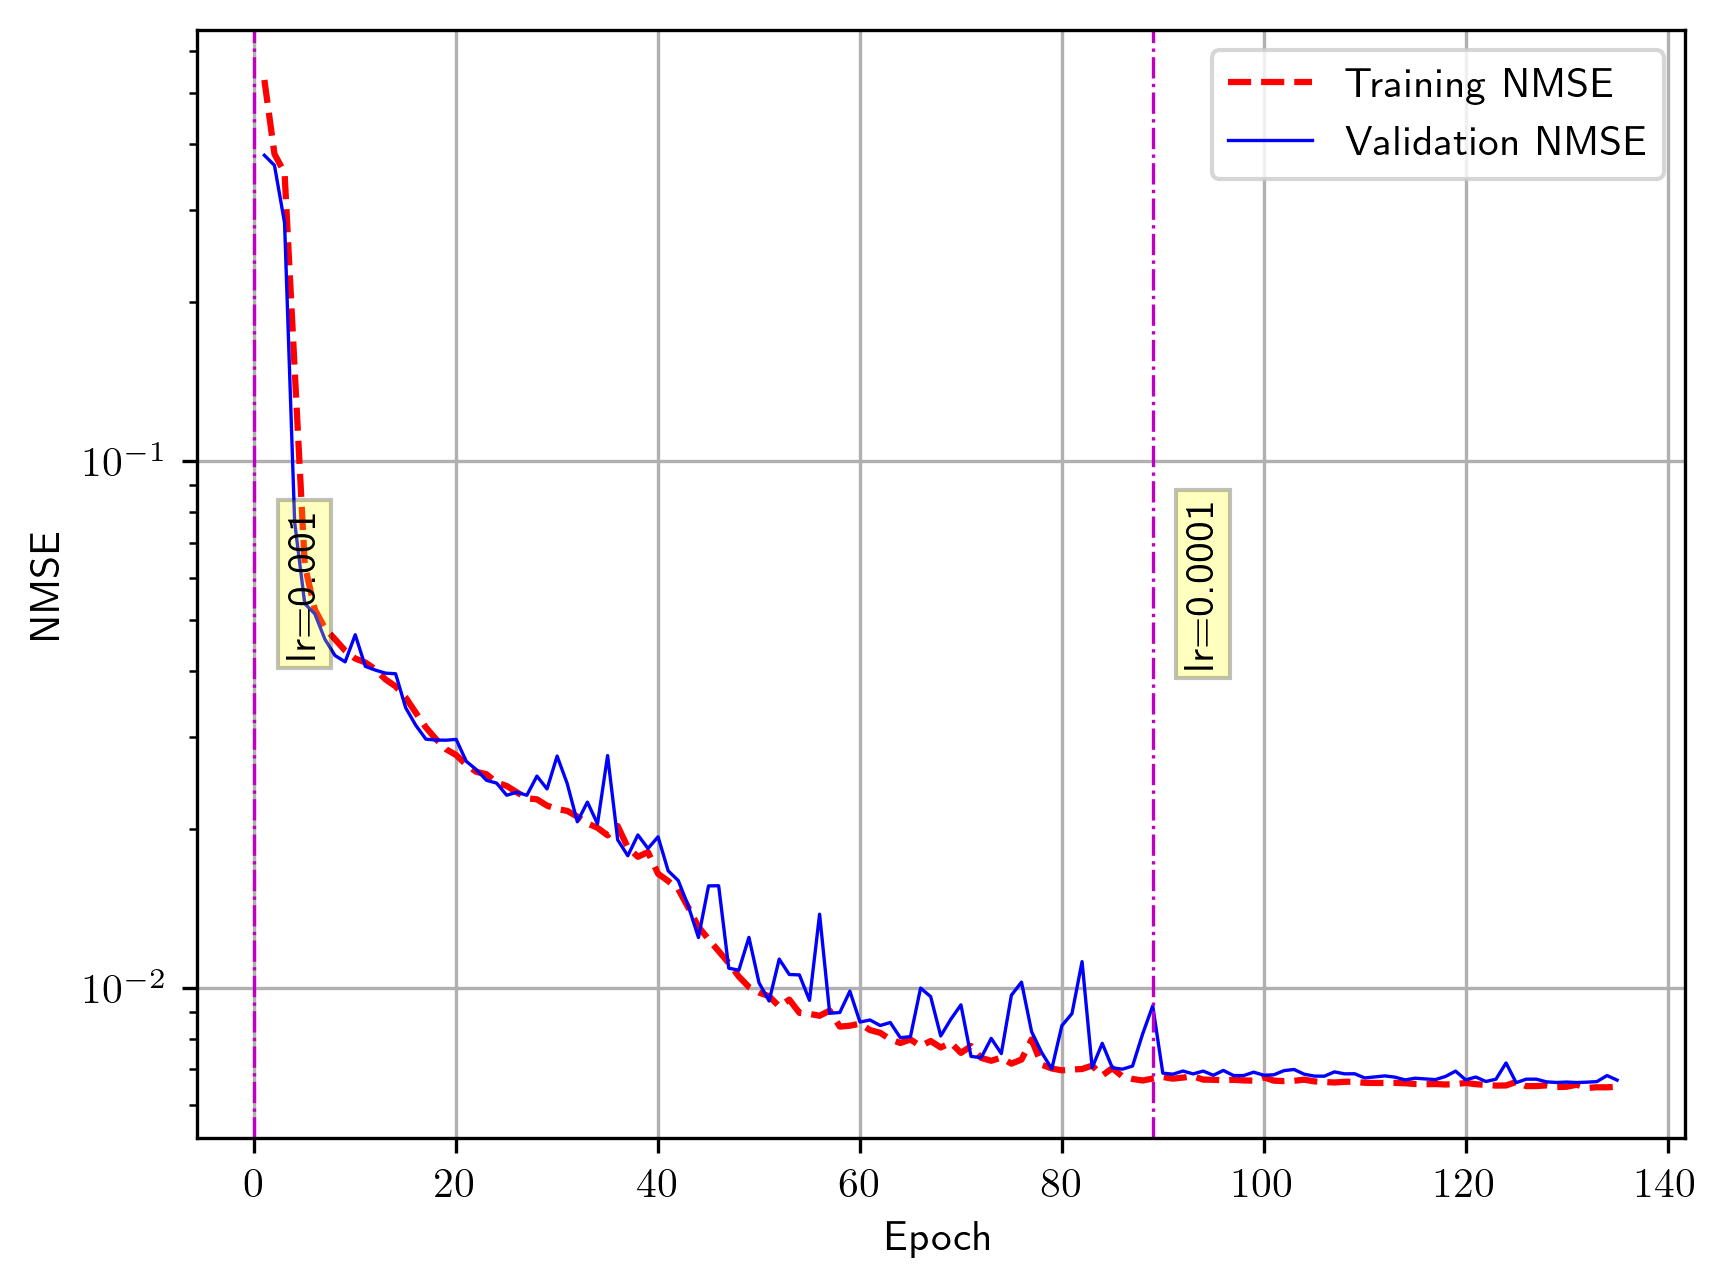 Training NMSE
Validation NMSE
10⁻¹
10⁻²
NMSE
lr=0.001
lr=0.0001
0 20 40 60 80 100 120 140
Epoch